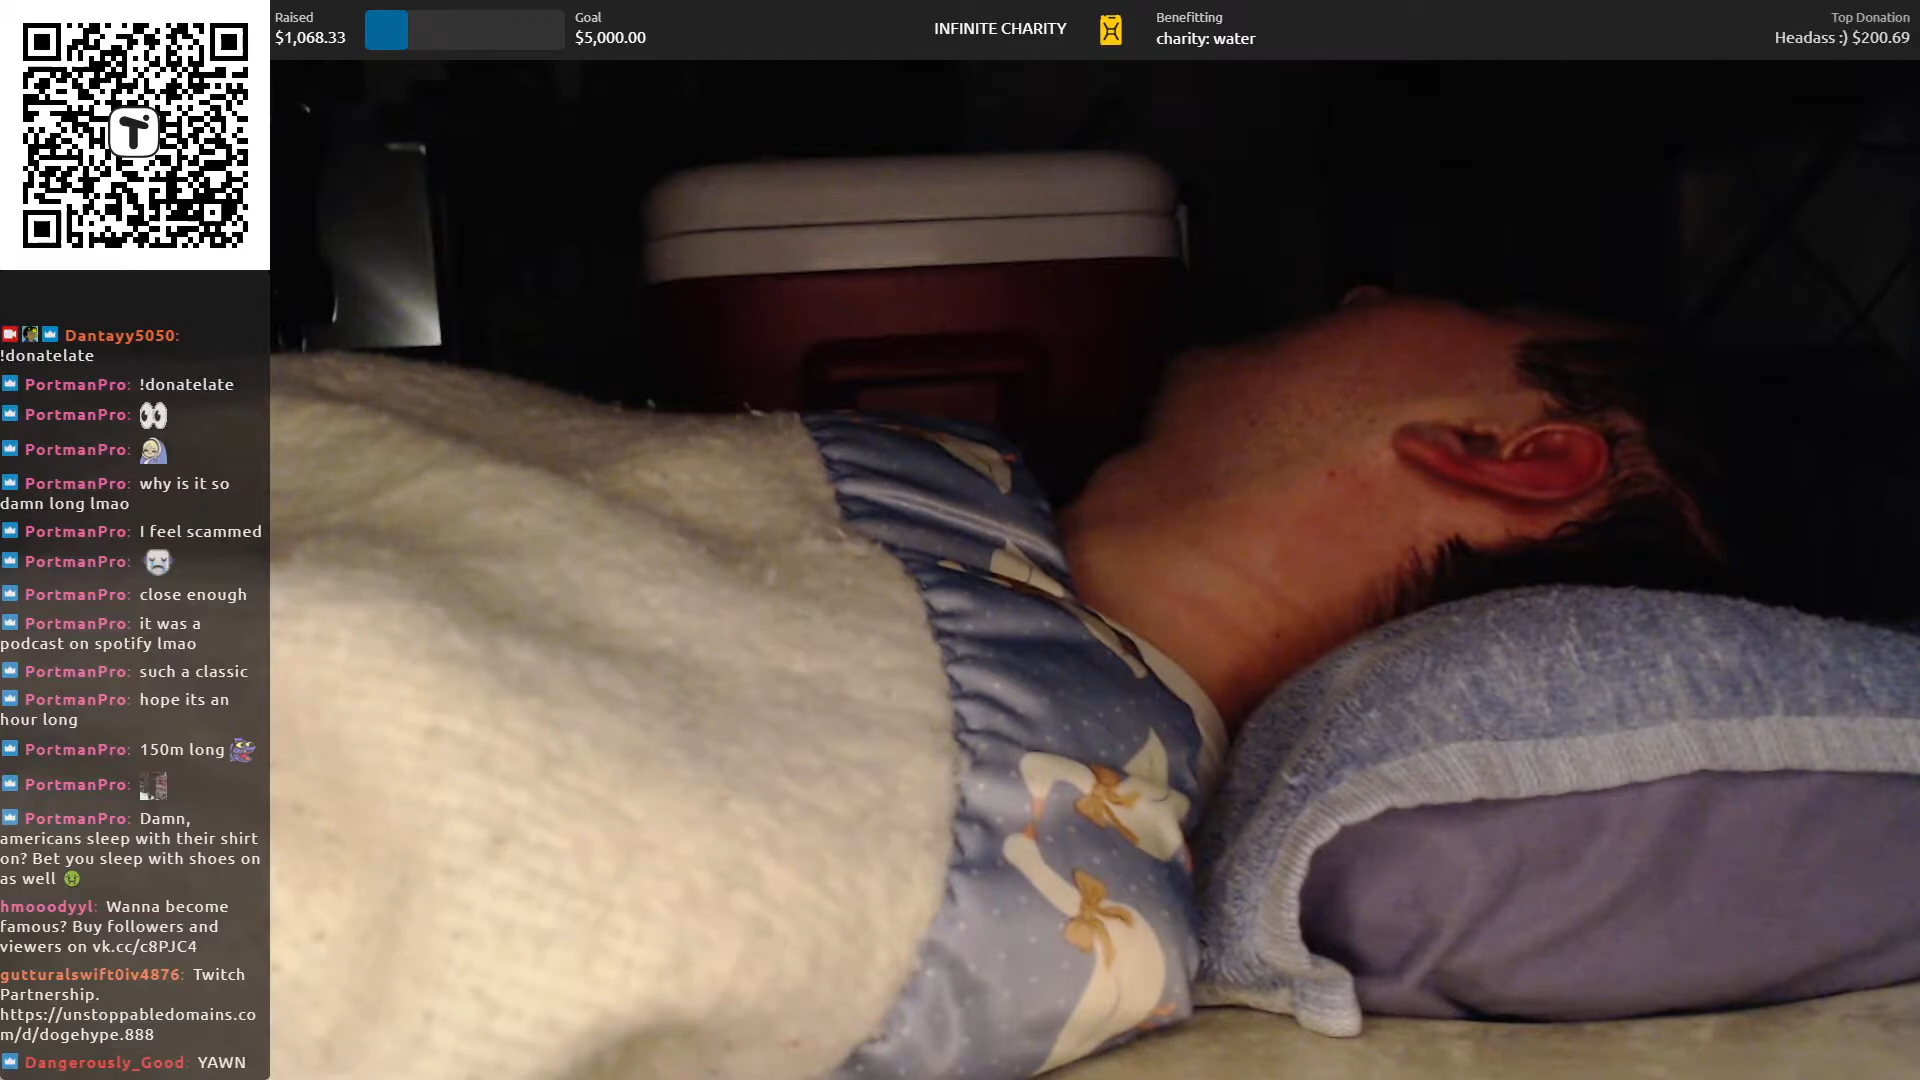 Raised
$1,068.33
Goal
$5,000.00
INFINITE CHARITY
Benefitting
charity: water
Top Donation
Headass :) $200.69
T
Dantayy5050:
!donatelate
PortmanPro: !donatelate
PortmanPro:
PortmanPro:
PortmanPro: why is it so
damn long lmao
PortmanPro: I feel scammed
PortmanPro:
PortmanPro: close enough
PortmanPro: it was a
podcast on spotify lmao
PortmanPro: such a classic
PortmanPro: hope its an
hour long
PortmanPro: 150m long
PortmanPro:
PortmanPro: Damn,
americans sleep with their shirt
on? Bet you sleep with shoes on
as well
hmooodyyl: Wanna become
famous? Buy followers and
viewers on vk.cc/c8PJC4
gutturalswift0iv4876: Twitch
Partnership.
https://unstoppabledomains.co
m/d/dogehype.888
Dangerously_Good: YAWN